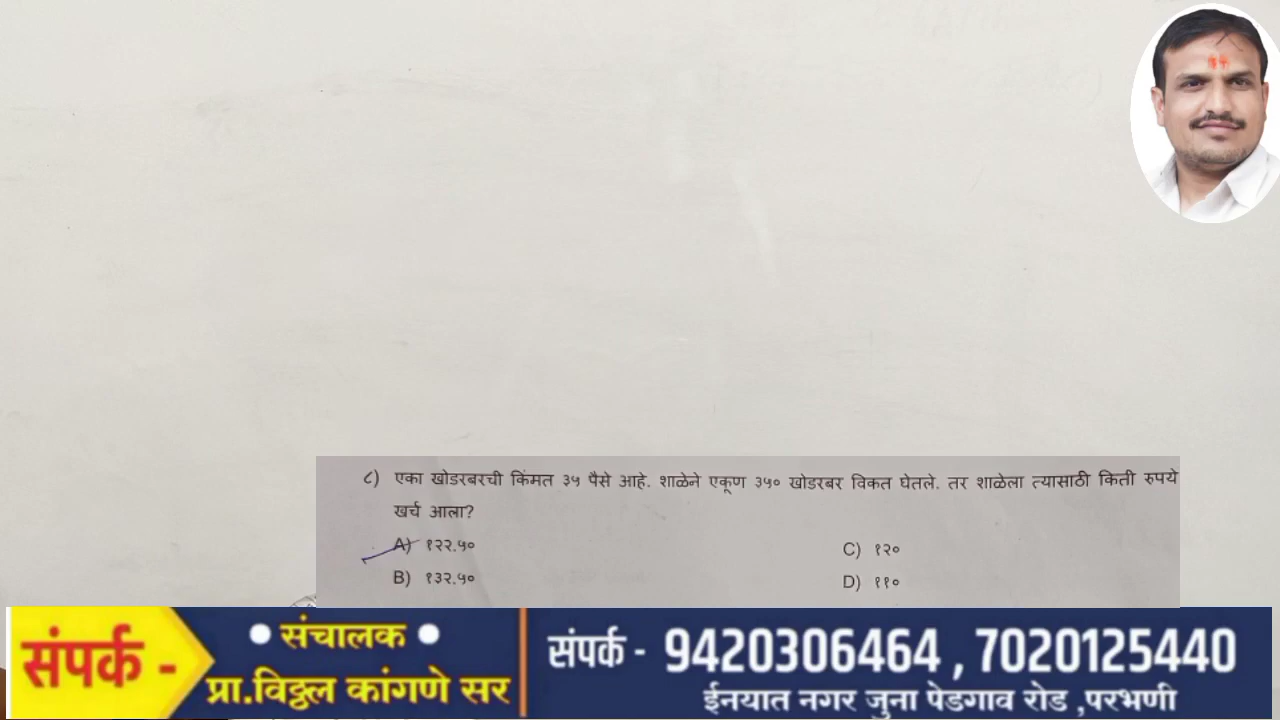 ८) एका खोडरबरची किंमत ३५ पैसे आहे. शाळेने एकूण ३५० खोडरबर विकत घेतले. तर शाळेला त्यासाठी किती रुपये
खर्च आला?
A) १२२.५०
C) १२०
B) १३२.५०
D) ११०
संपर्क -
संचालक
प्रा.विठ्ठल कांगणे सर
संपर्क - 9420306464 , 7020125440
ईनयात नगर जुना पेडगाव रोड ,परभणी